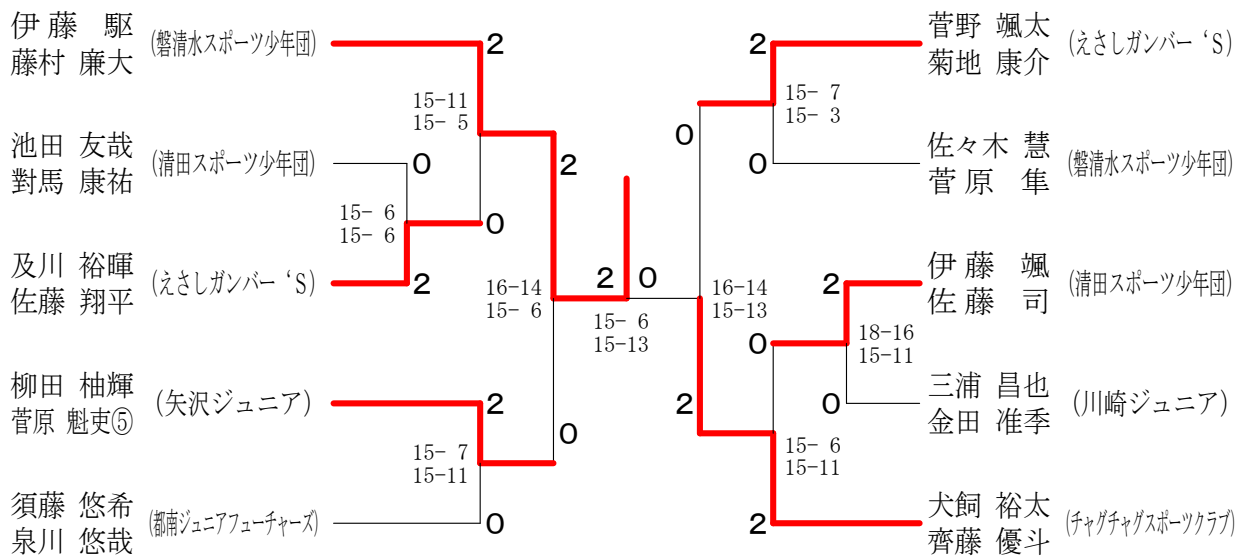 伊藤 駆
藤村 廉大
(磐清水スポーツ少年団)
2
15-11
15- 5
池田 友哉
對馬 康祐
(清田スポーツ少年団)
0
15- 6
15- 6
0
及川 裕暉
佐藤 翔平
(えさしガンバー‘S)
2
2
16-14
15- 6
柳田 柚輝
菅原 魁吏⑤
(矢沢ジュニア)
2
15- 7
15-11
0
須藤 悠希
泉川 悠哉
(都南ジュニアフューチャーズ)
0
2
0
15- 6
15-13
菅野 颯太
菊地 康介
(えさしガンバー‘S)
2
15- 7
15- 3
0
佐々木 慧
菅原 隼
(磐清水スポーツ少年団)
0
16-14
15-13
伊藤 颯
佐藤 司
(清田スポーツ少年団)
2
18-16
15-11
0
三浦 昌也
金田 准季
(川崎ジュニア)
0
2
15- 6
15-11
犬飼 裕太
齊藤 優斗
(チャグチャグスポーツクラブ)
2